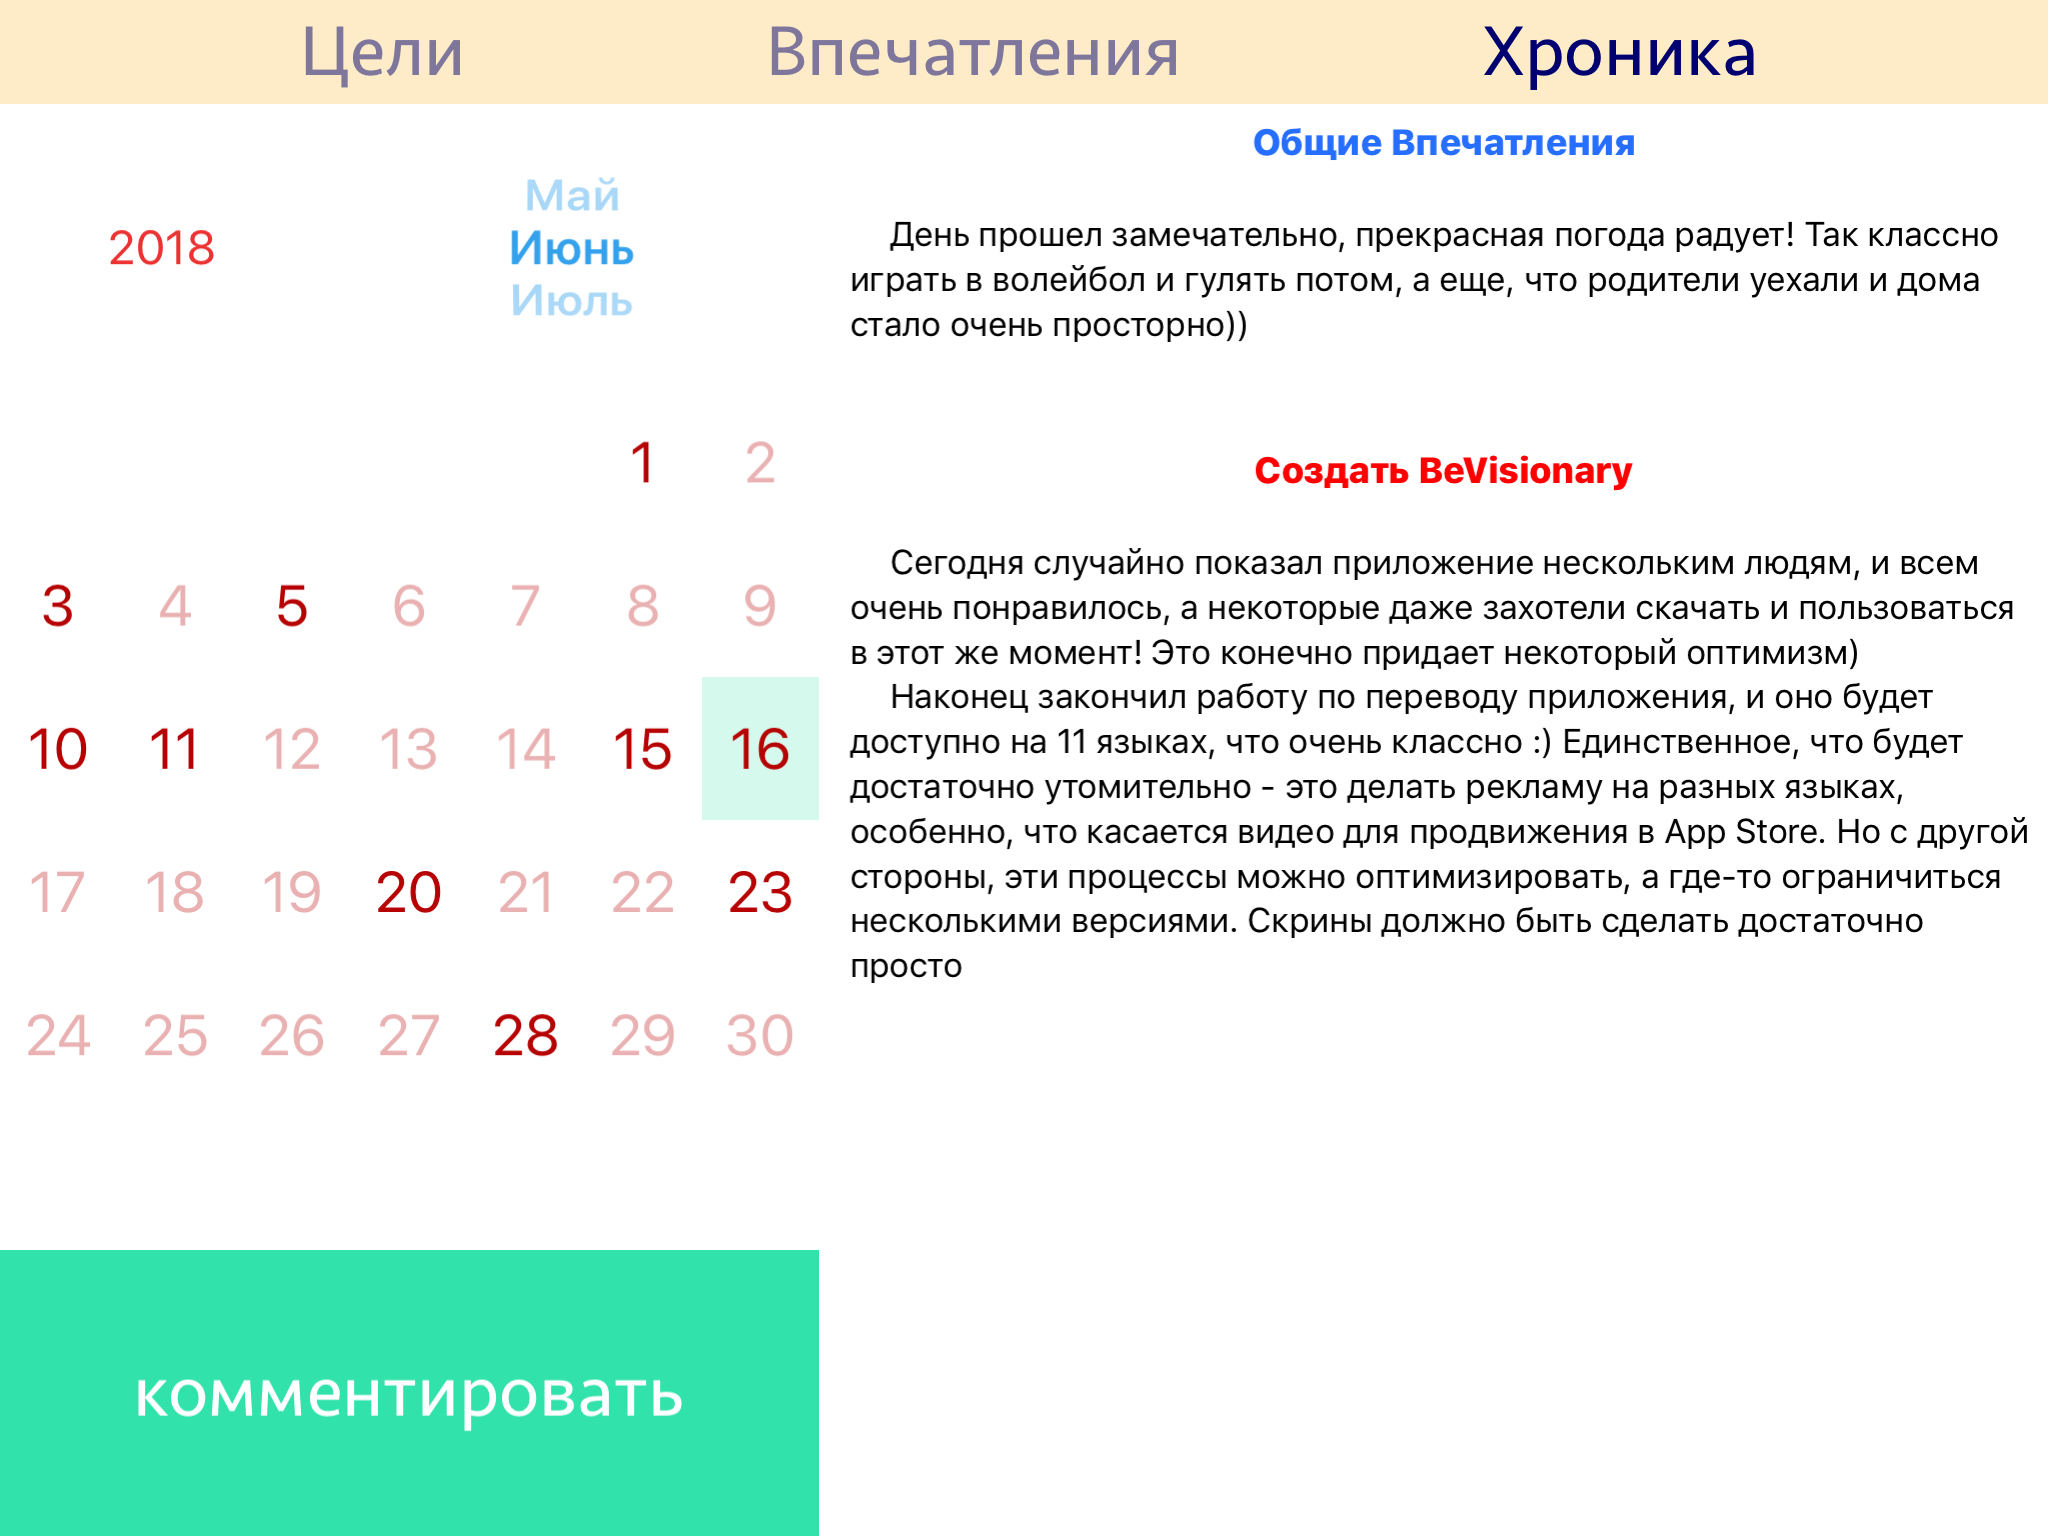 Цели Впечатления Хроника
Май
2018 Июнь
Июль
1 2
3 4 5 6 7 8 9
10 11 12 13 14 15 16
17 18 19 20 21 22 23
24 25 26 27 28 29 30
комментировать
Общие Впечатления
День прошел замечательно, прекрасная погода радует! Так классно
играть в волейбол и гулять потом, а еще, что родители уехали и дома
стало очень просторно))
Создать BeVisionary
Сегодня случайно показал приложение нескольким людям, и всем
очень понравилось, а некоторые даже захотели скачать и пользоваться
в этот же момент! Это конечно придает некоторый оптимизм)
Наконец закончил работу по переводу приложения, и оно будет
доступно на 11 языках, что очень классно :) Единственное, что будет
достаточно утомительно - это делать рекламу на разных языках,
особенно, что касается видео для продвижения в App Store. Но с другой
стороны, эти процессы можно оптимизировать, а где-то ограничиться
несколькими версиями. Скрины должно быть сделать достаточно
просто